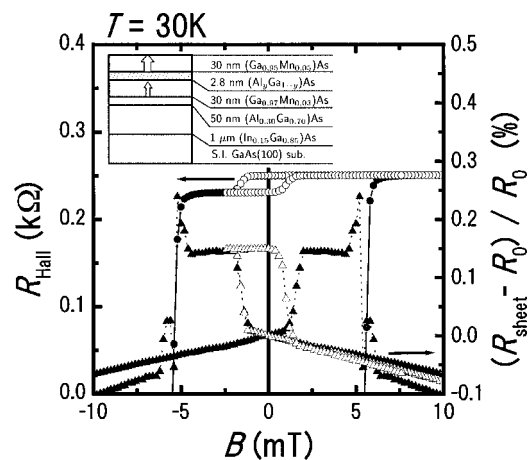 T = 30K
30 nm (Ga0.95Mn0.05)As
2.8 nm (AlyGa1-y)As
30 nm (Ga0.97Mn0.03)As
50 nm (Al0.30Ga0.70)As
1 μm (In0.15Ga0.85)As
S.I. GaAs(100) sub.
0.4
0.3
0.2
0.1
0.0
RHall (kΩ)
0.5
0.4
0.3
0.2
0.1
0.0
-0.1
(Rsheet - R0) / R0 (%)
-10
-5
0
5
10
B (mT)